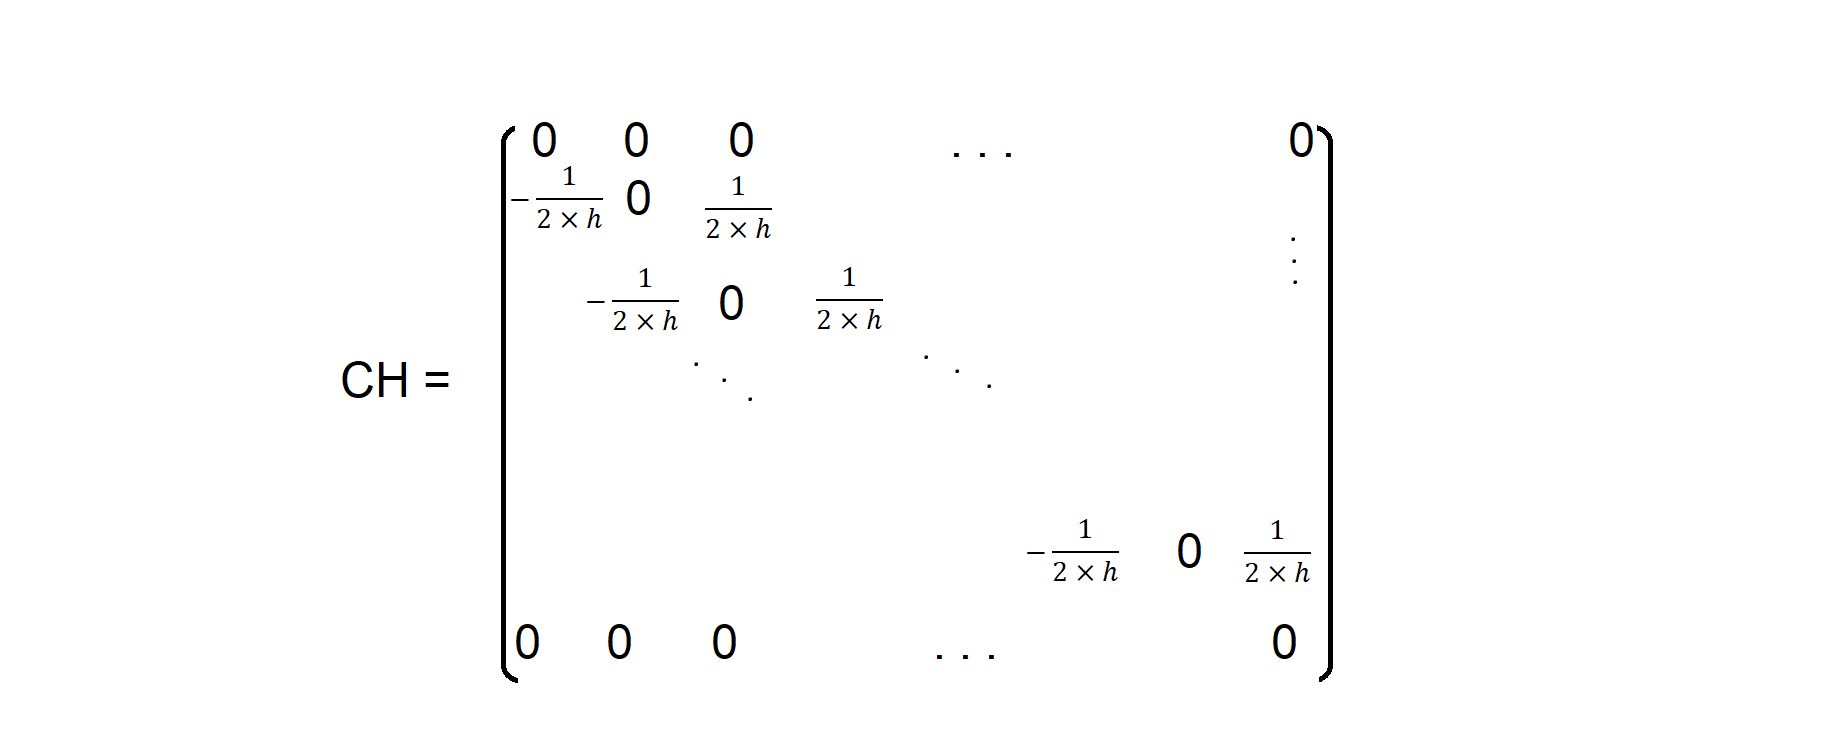 0 0 0 . . . 0
−1/(2 × h) 0 1/(2 × h)
−1/(2 × h) 0 1/(2 × h)
CH =
−1/(2 × h) 0 1/(2 × h)
0 0 0 . . . 0